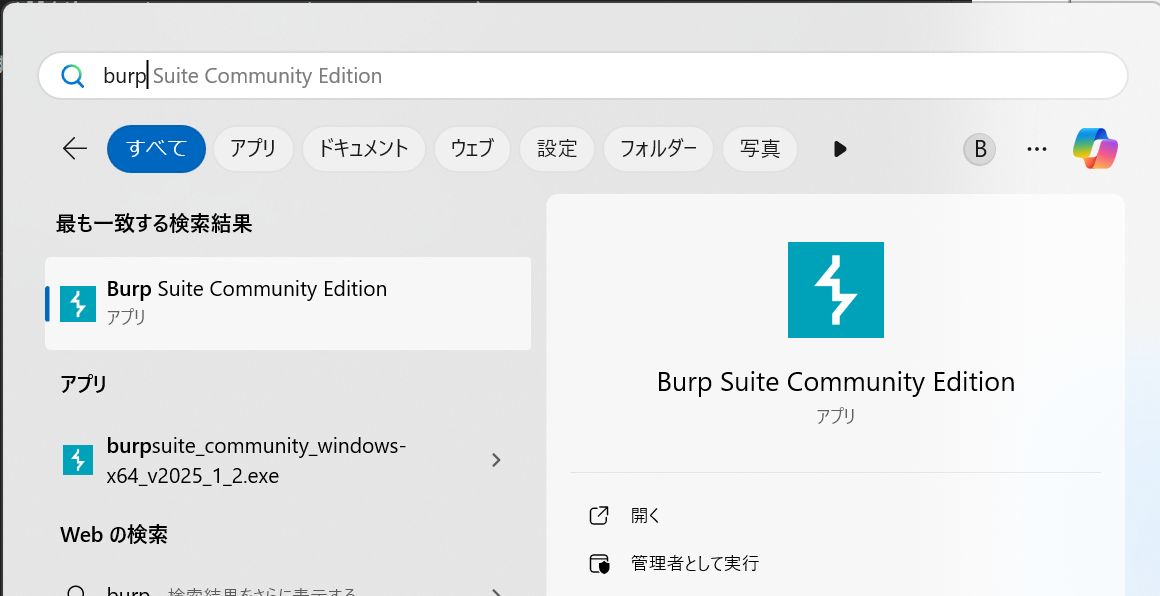 burp Suite Community Edition
すべて アプリ ドキュメント ウェブ 設定 フォルダー 写真 B
最も一致する検索結果
Burp Suite Community Edition
アプリ
アプリ
burpsuite_community_windows-
x64_v2025_1_2.exe
Web の検索
burp - 検索結果をさらに表示する
Burp Suite Community Edition
アプリ
開く
管理者として実行